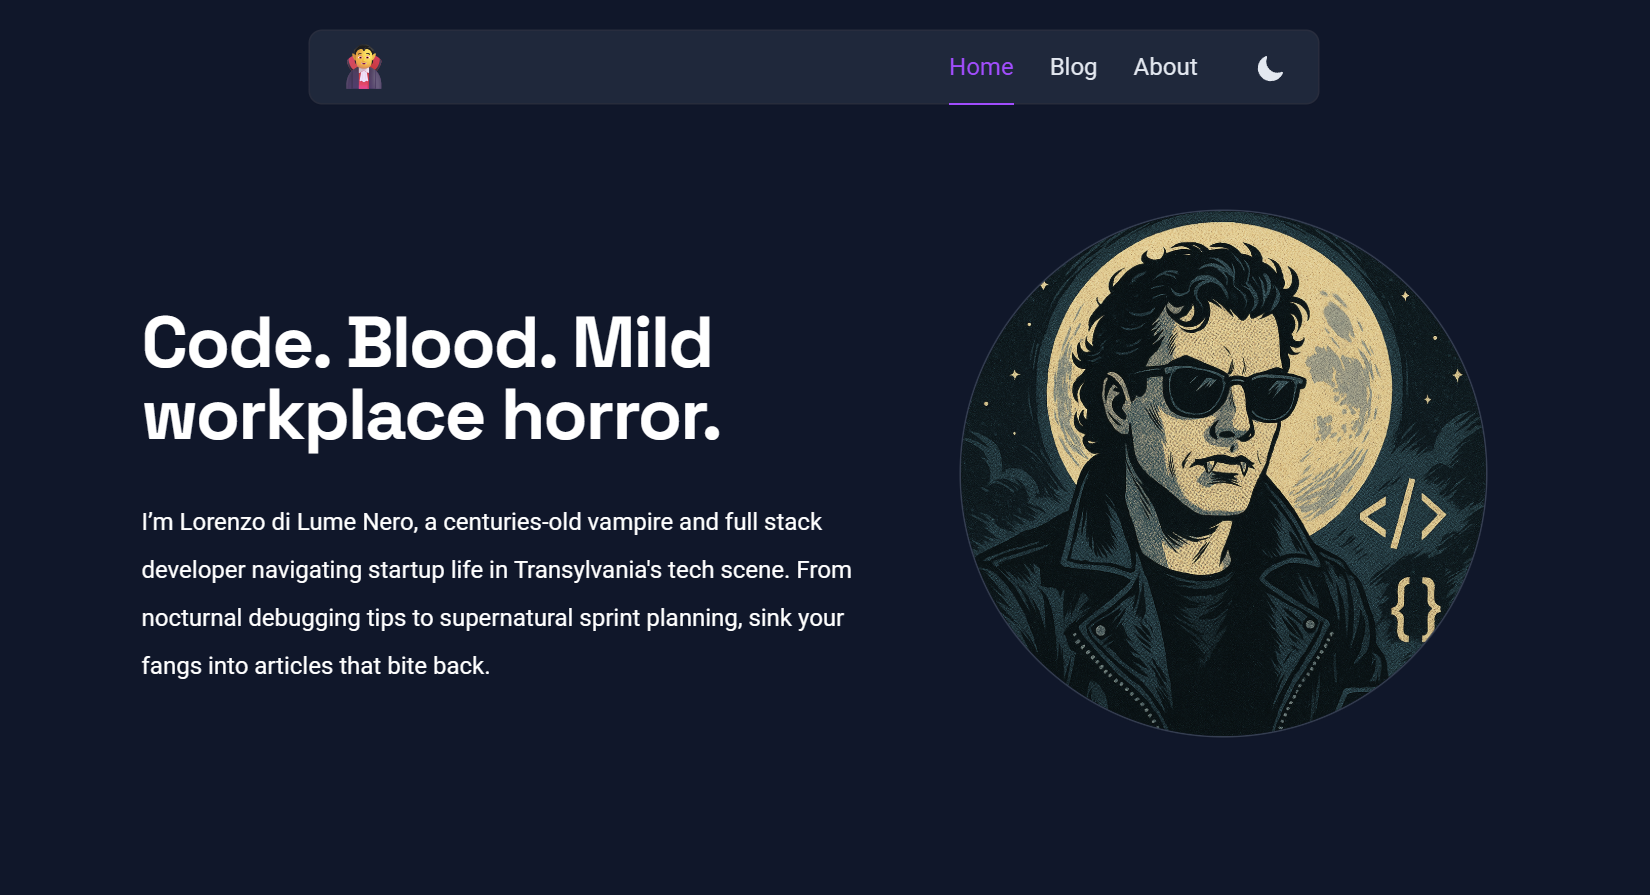 Home Blog About
Code. Blood. Mild
workplace horror.
I’m Lorenzo di Lume Nero, a centuries-old vampire and full stack
developer navigating startup life in Transylvania's tech scene. From
nocturnal debugging tips to supernatural sprint planning, sink your
fangs into articles that bite back.
</>
{}